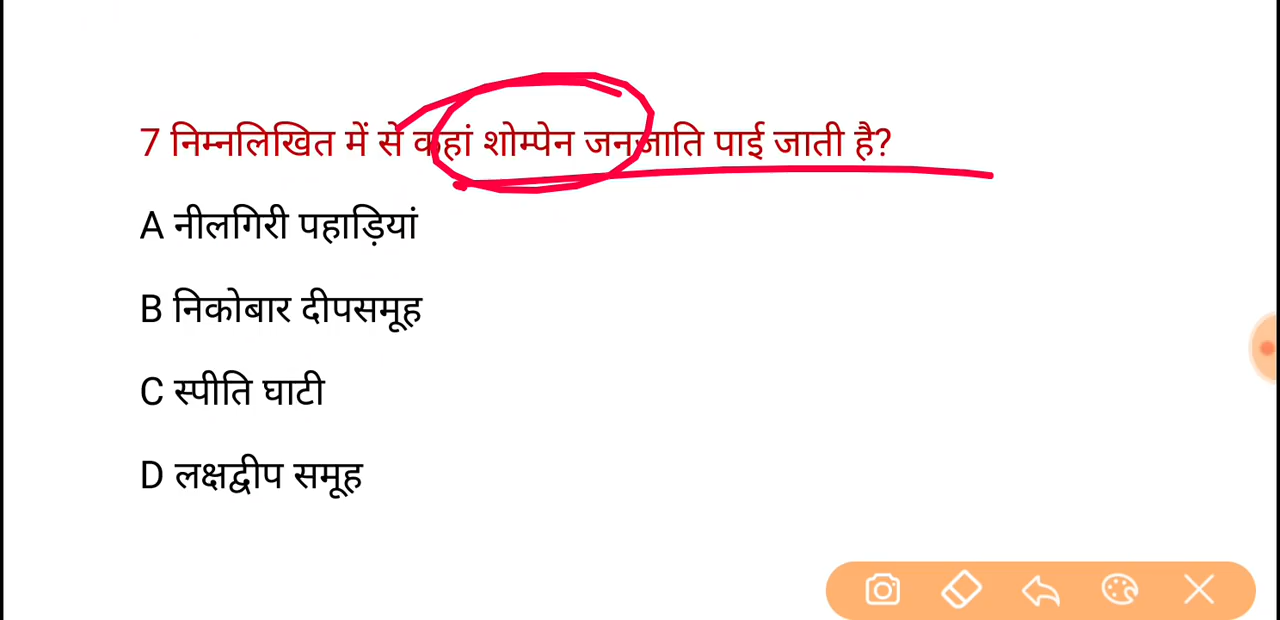 7 निम्नलिखित में से कहां शोम्पेन जनजाति पाई जाती है?
A नीलगिरी पहाड़ियां
B निकोबार दीपसमूह
C स्पीति घाटी
D लक्षद्वीप समूह